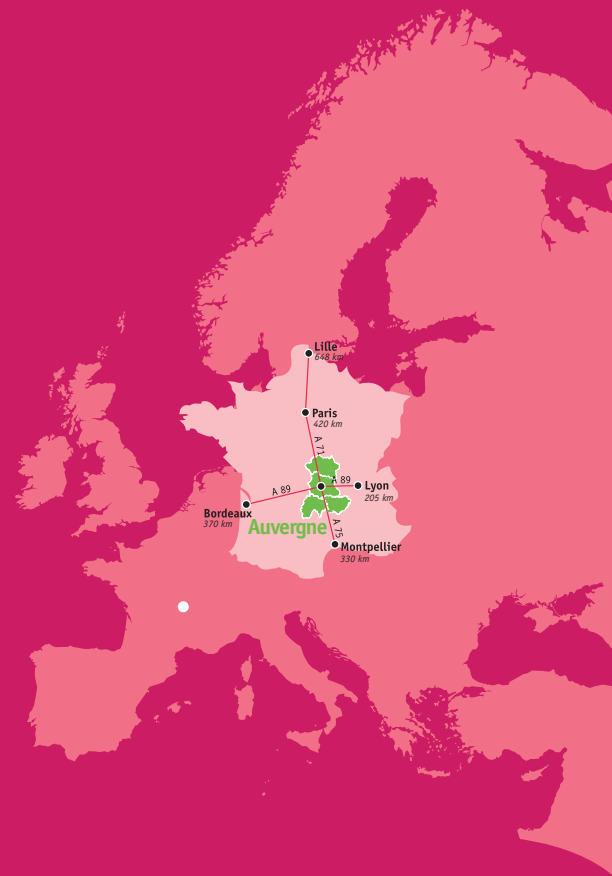 Lille
648 km
Paris
420 km
A 71
A 89
Lyon
205 km
A 89
Bordeaux
370 km
Auvergne
A 75
Montpellier
330 km